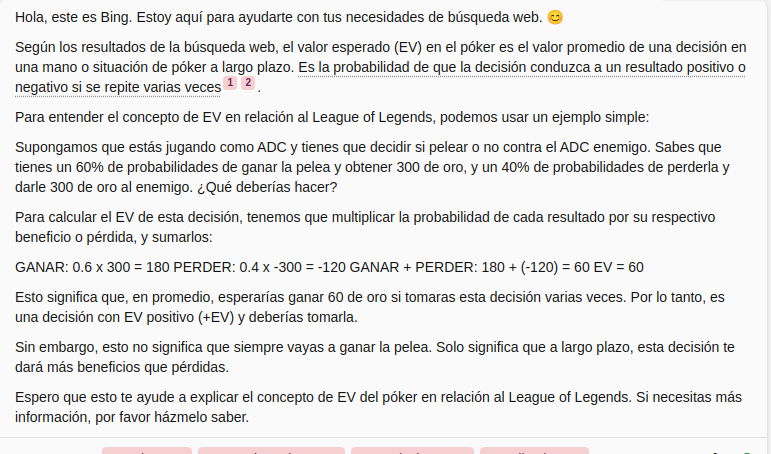 Hola, este es Bing. Estoy aquí para ayudarte con tus necesidades de búsqueda web. 😊
Según los resultados de la búsqueda web, el valor esperado (EV) en el póker es el valor promedio de una decisión en
una mano o situación de póker a largo plazo. Es la probabilidad de que la decisión conduzca a un resultado positivo o
negativo si se repite varias veces 1 2 .
Para entender el concepto de EV en relación al League of Legends, podemos usar un ejemplo simple:
Supongamos que estás jugando como ADC y tienes que decidir si pelear o no contra el ADC enemigo. Sabes que
tienes un 60% de probabilidades de ganar la pelea y obtener 300 de oro, y un 40% de probabilidades de perderla y
darle 300 de oro al enemigo. ¿Qué deberías hacer?
Para calcular el EV de esta decisión, tenemos que multiplicar la probabilidad de cada resultado por su respectivo
beneficio o pérdida, y sumarlos:
GANAR: 0.6 x 300 = 180 PERDER: 0.4 x -300 = -120 GANAR + PERDER: 180 + (-120) = 60 EV = 60
Esto significa que, en promedio, esperarías ganar 60 de oro si tomaras esta decisión varias veces. Por lo tanto, es
una decisión con EV positivo (+EV) y deberías tomarla.
Sin embargo, esto no significa que siempre vayas a ganar la pelea. Solo significa que a largo plazo, esta decisión te
dará más beneficios que pérdidas.
Espero que esto te ayude a explicar el concepto de EV del póker en relación al League of Legends. Si necesitas más
información, por favor házmelo saber.